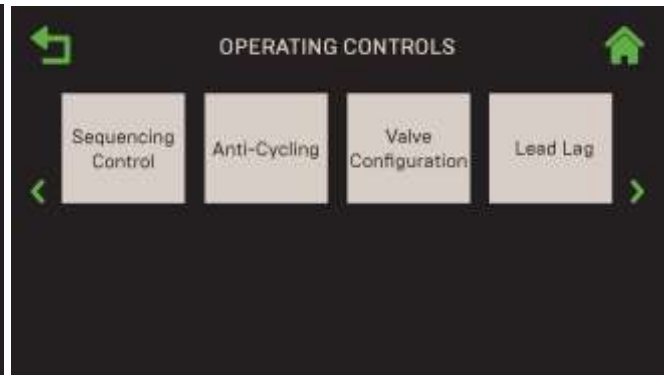 OPERATING CONTROLS
Sequencing
Control
Anti-Cycling
Valve
Configuration
Lead Lag